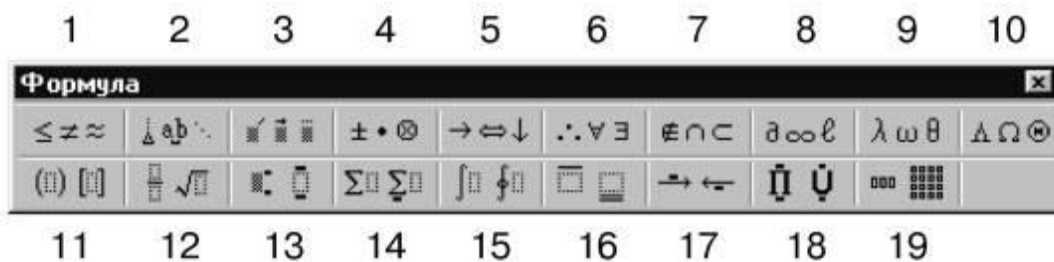 1 2 3 4 5 6 7 8 9 10
Формула
≤ ≠ ≈ ab ⋱ ± • ⊗ → ⇔ ↓ ∴ ∀ ∃ ∉ ∩ ⊂ ∂ ∞ ℓ λ ω θ Λ Ω ⊛
(▯) [▯] √▯ Σ▯ Σ▯ ∫▯ ∮▯ → ← Π Ụ
11 12 13 14 15 16 17 18 19